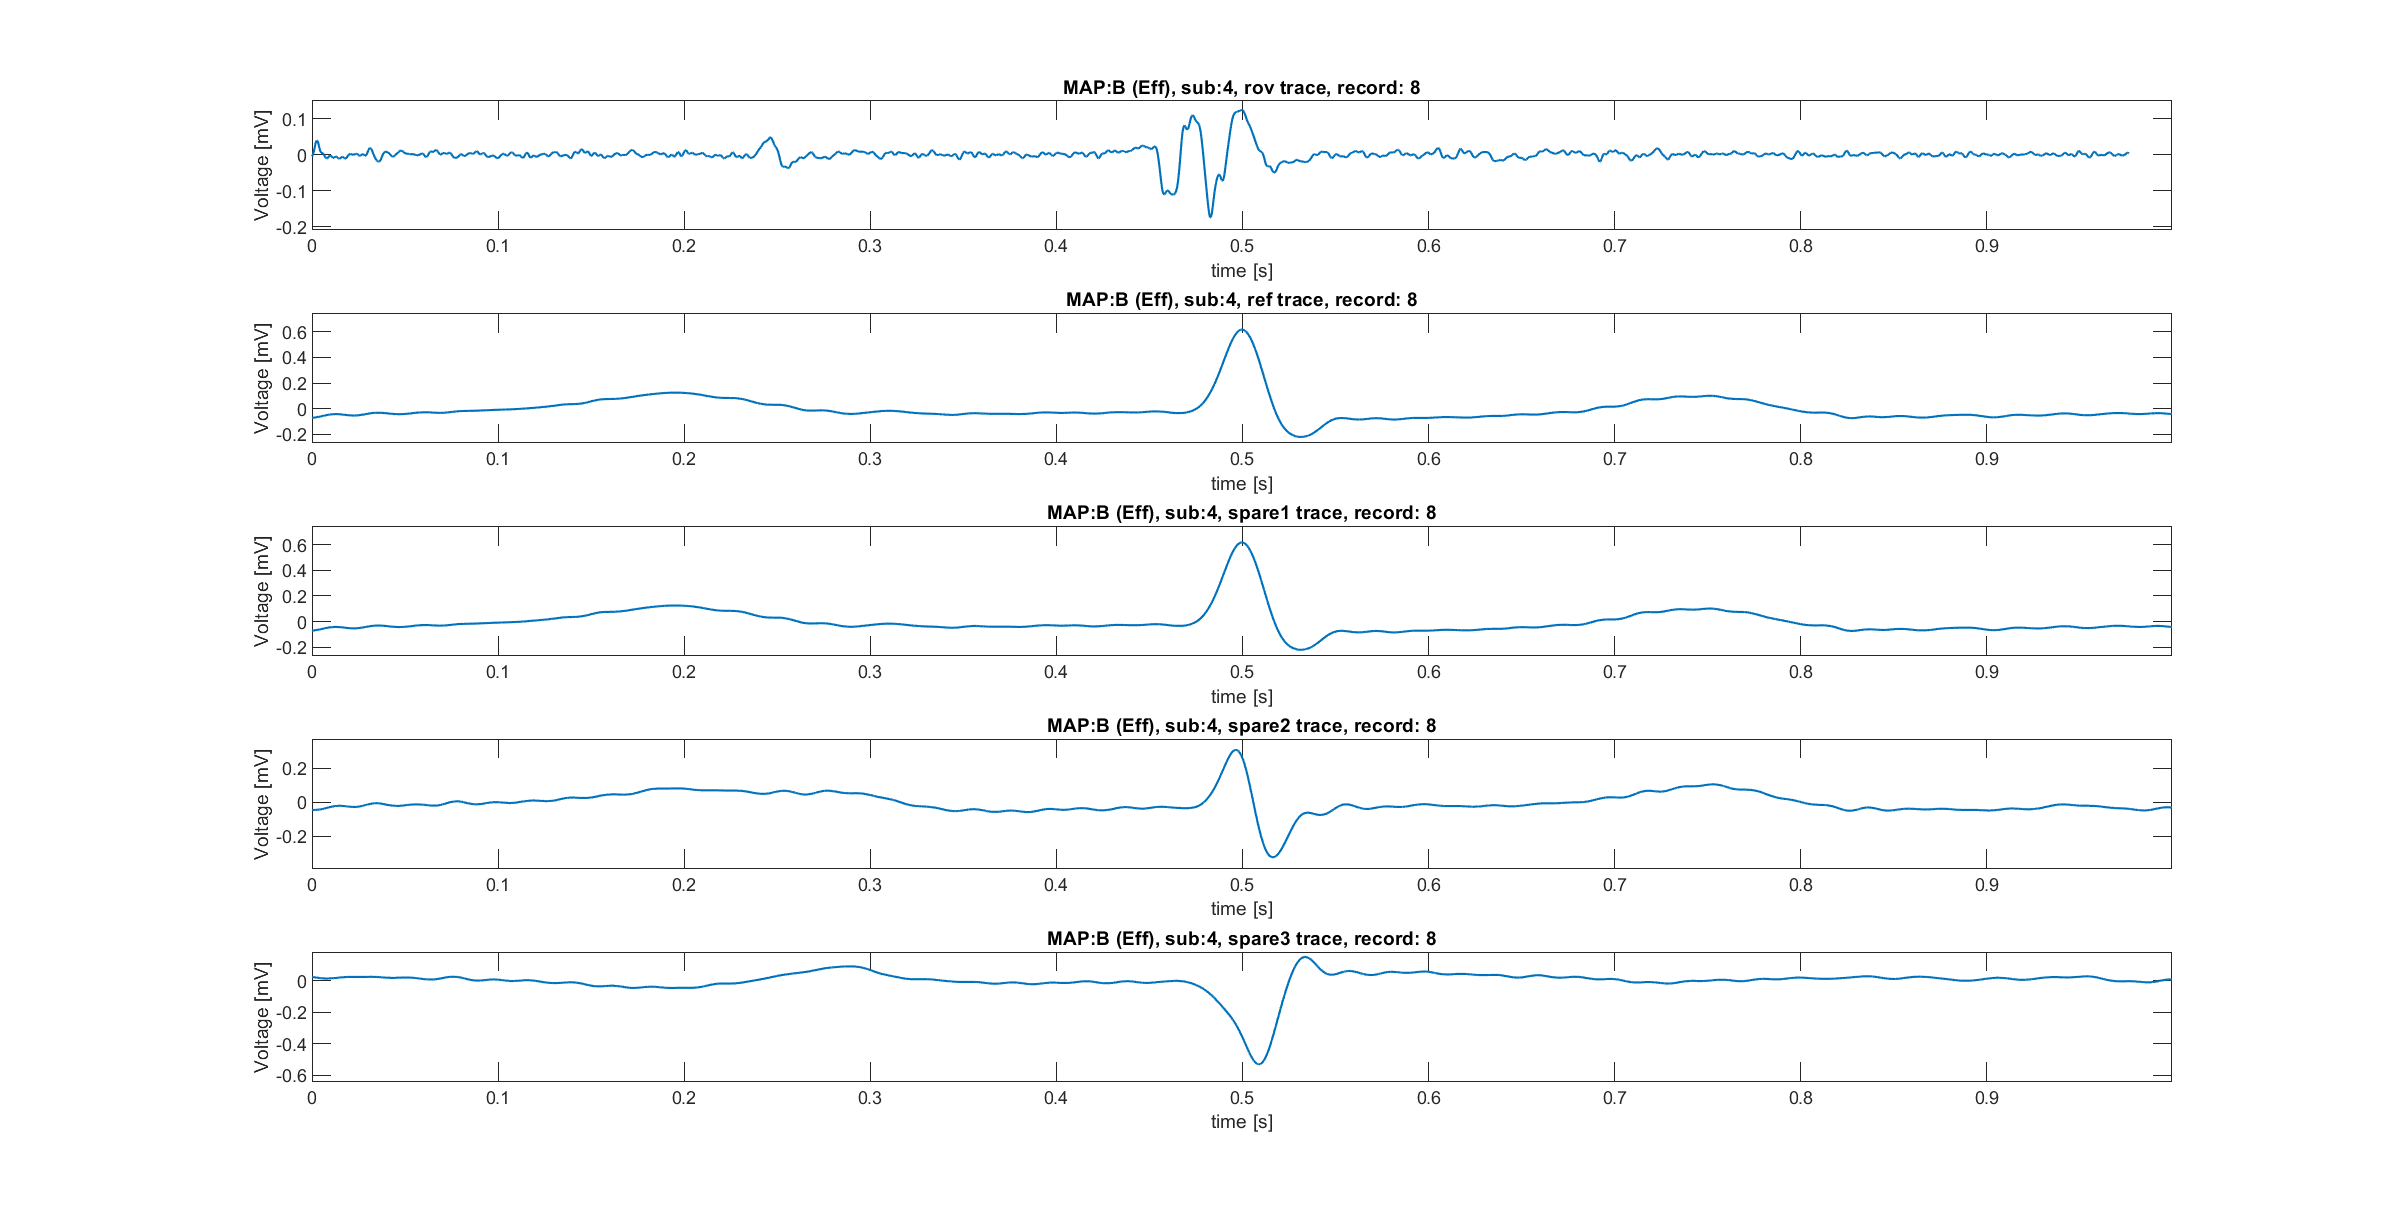 MAP:B (Eff), sub:4, rov trace, record: 8
Voltage [mV]
0.1
0
-0.1
-0.2
0 0.1 0.2 0.3 0.4 0.5 0.6 0.7 0.8 0.9
time [s]
MAP:B (Eff), sub:4, ref trace, record: 8
Voltage [mV]
0.6
0.4
0.2
0
-0.2
0 0.1 0.2 0.3 0.4 0.5 0.6 0.7 0.8 0.9
time [s]
MAP:B (Eff), sub:4, spare1 trace, record: 8
Voltage [mV]
0.6
0.4
0.2
0
-0.2
0 0.1 0.2 0.3 0.4 0.5 0.6 0.7 0.8 0.9
time [s]
MAP:B (Eff), sub:4, spare2 trace, record: 8
Voltage [mV]
0.2
0
-0.2
0 0.1 0.2 0.3 0.4 0.5 0.6 0.7 0.8 0.9
time [s]
MAP:B (Eff), sub:4, spare3 trace, record: 8
Voltage [mV]
0
-0.2
-0.4
-0.6
0 0.1 0.2 0.3 0.4 0.5 0.6 0.7 0.8 0.9
time [s]